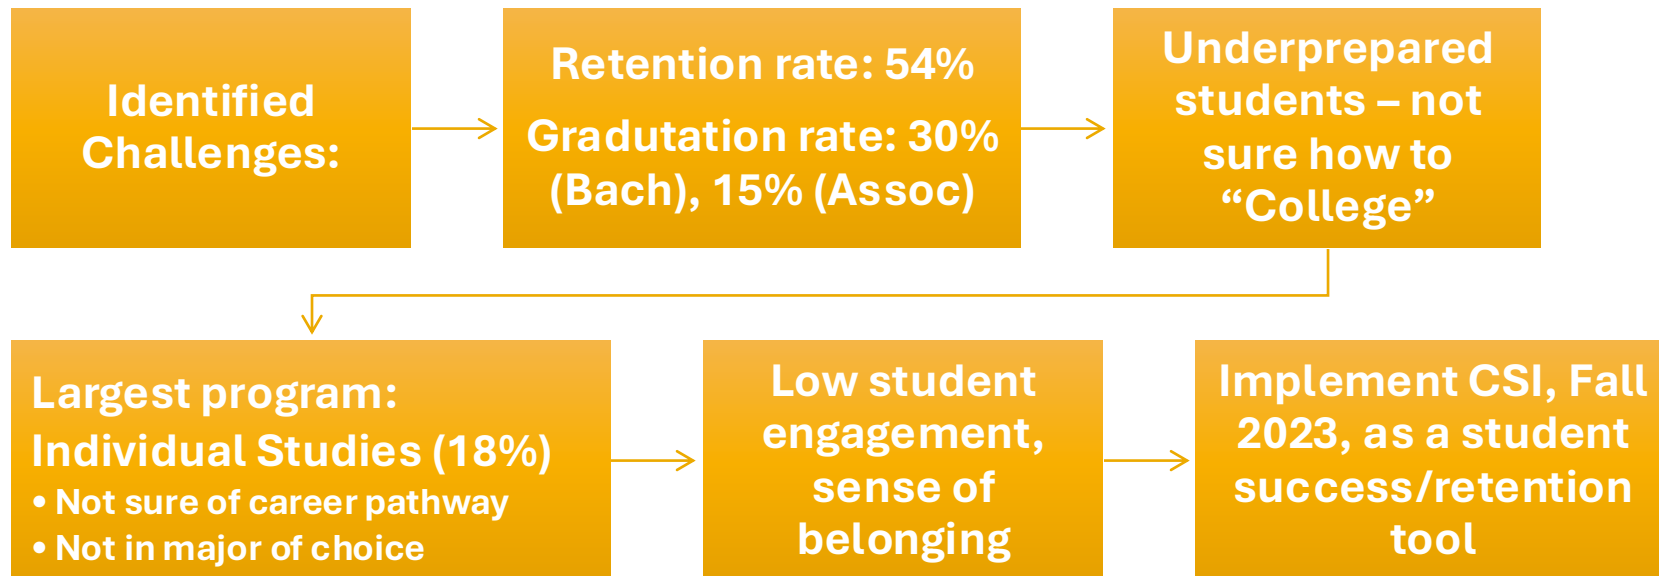 Identified
Challenges:
Retention rate: 54%
Gradutation rate: 30%
(Bach), 15% (Assoc)
Underprepared
students – not
sure how to
“College”
Largest program:
Individual Studies (18%)
• Not sure of career pathway
• Not in major of choice
Low student
engagement,
sense of
belonging
Implement CSI, Fall
2023, as a student
success/retention
tool